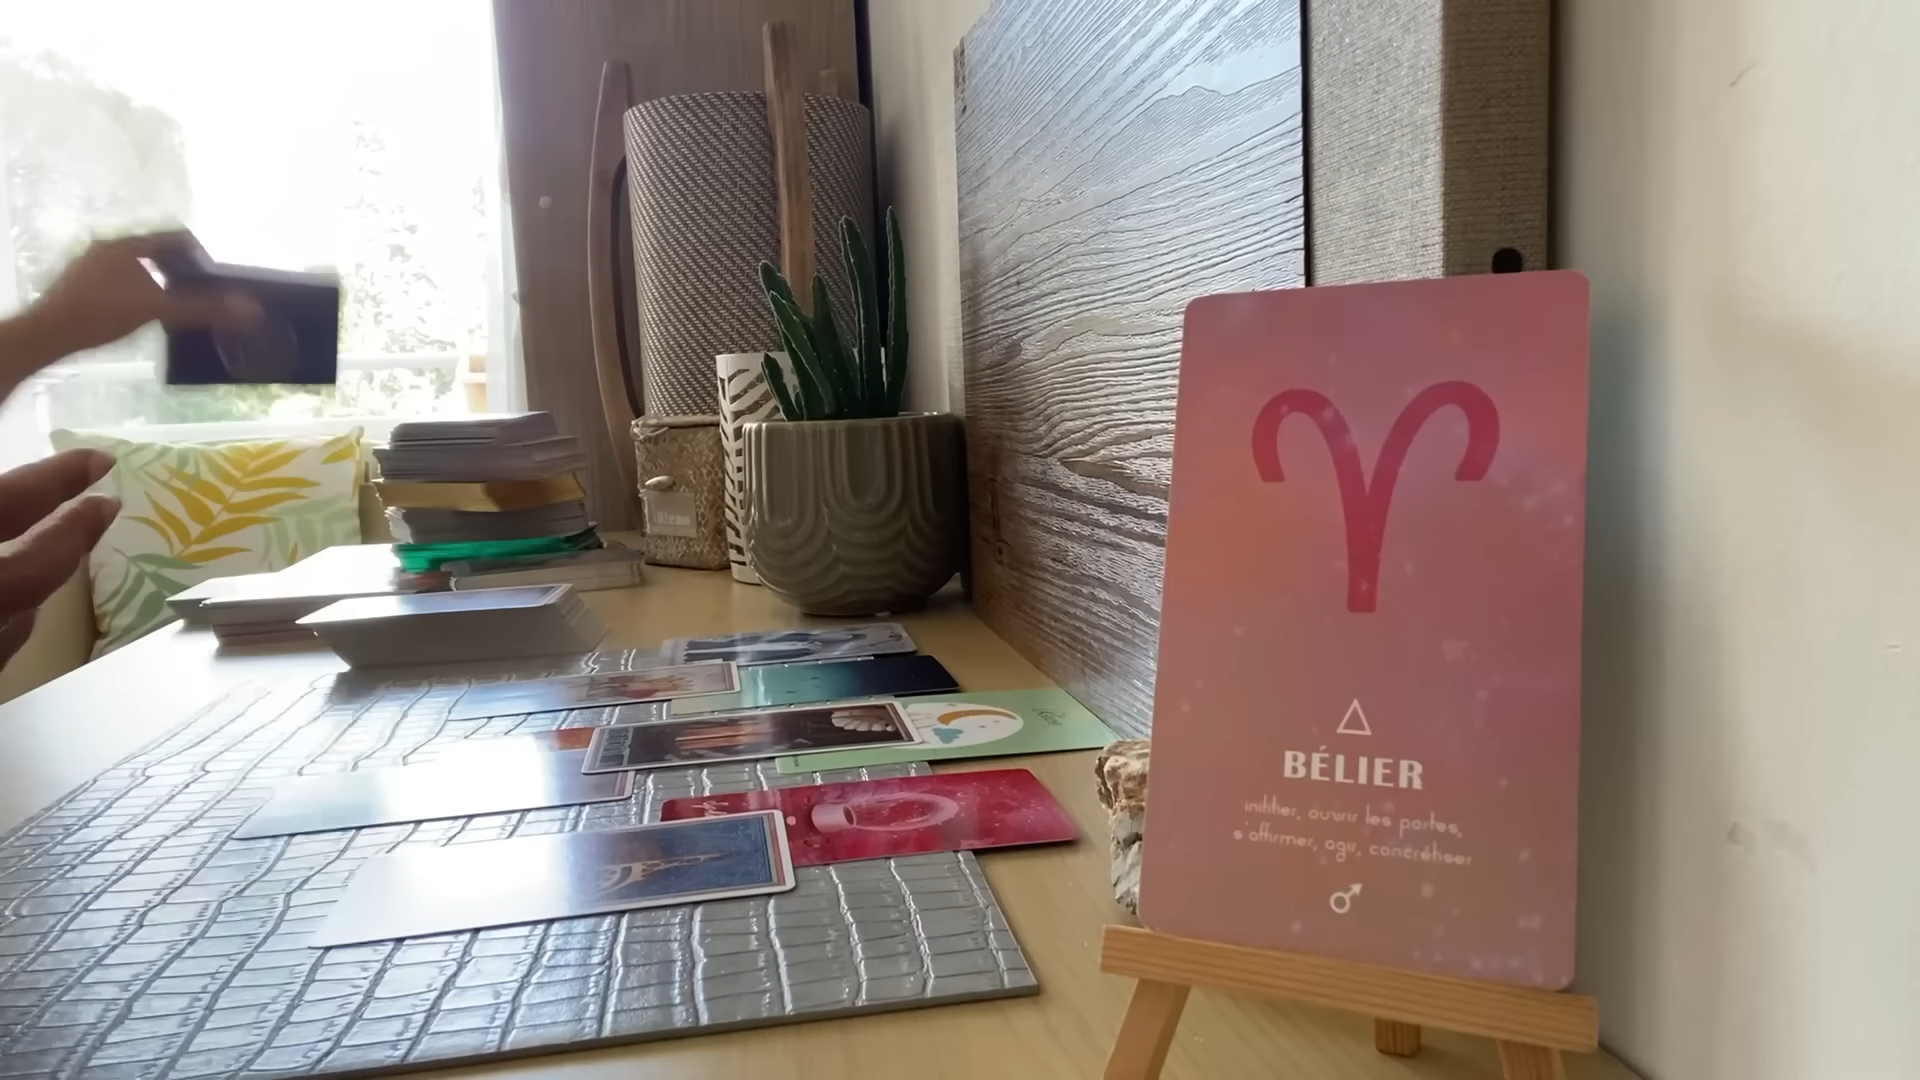 BÉLIER
initier, ouvrir les portes,
s'affirmer, agir, concrétiser